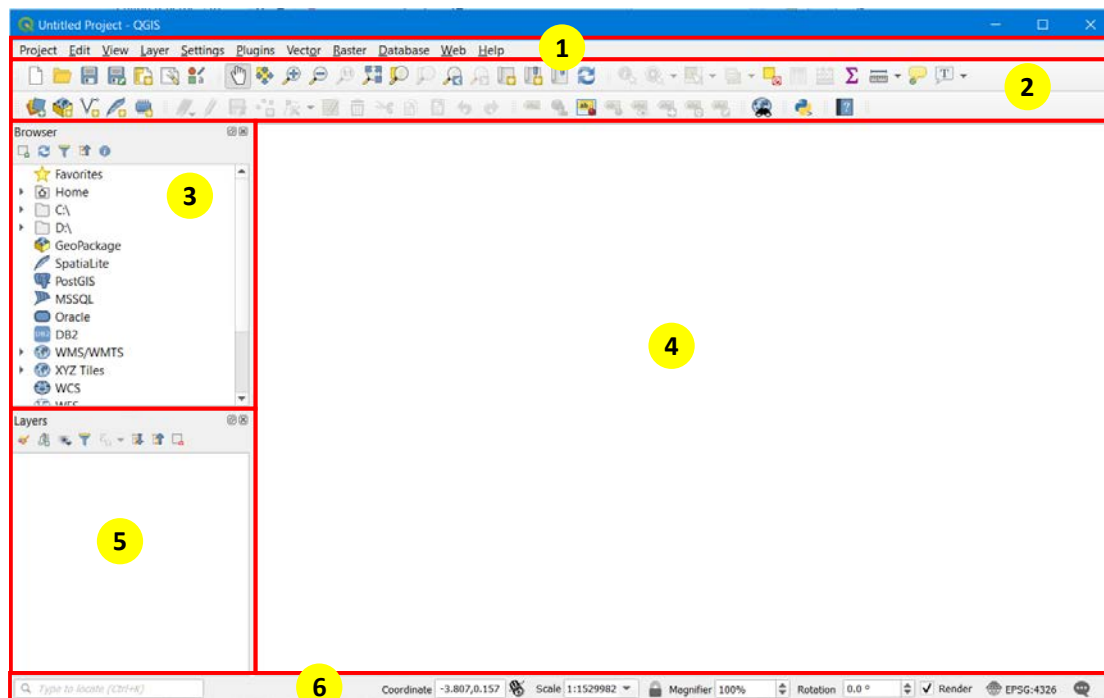 Untitled Project - QGIS
Project Edit View Layer Settings Plugins Vector Raster Database Web Help
1
2
Browser
Favorites
Home
C:\
D:\
GeoPackage
SpatiaLite
PostGIS
MSSQL
Oracle
DB2
WMS/WMTS
XYZ Tiles
WCS
3
4
Layers
5
6
Type to locate (Ctrl+K) Coordinate -3.807,0.157 Scale 1:1529982 Magnifier 100% Rotation 0.0 ° Render EPSG:4326